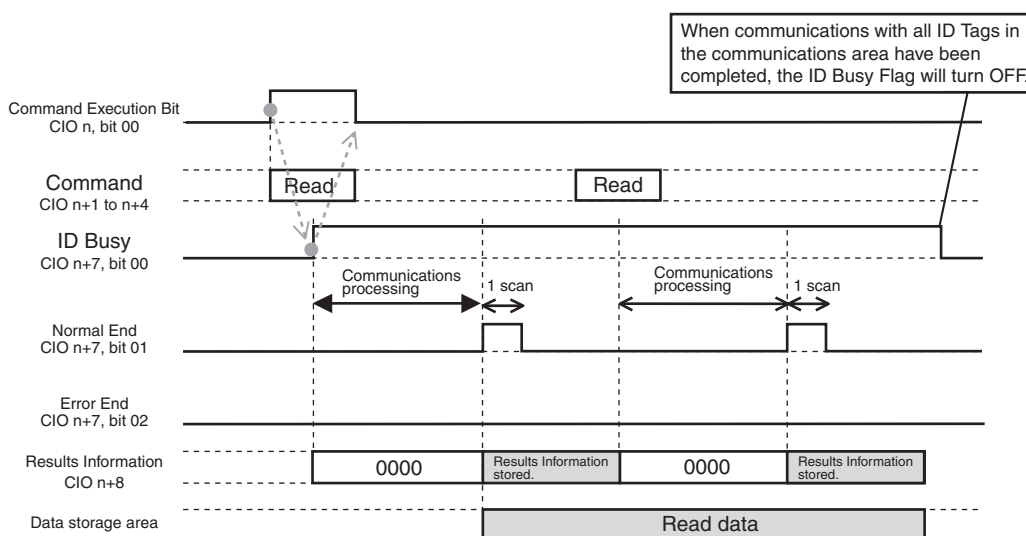 When communications with all ID Tags in
the communications area have been
completed, the ID Busy Flag will turn OFF.
Command Execution Bit
CIO n, bit 00
Command
CIO n+1 to n+4
Read
Read
ID Busy
CIO n+7, bit 00
Communications
processing
1 scan
Communications
processing
1 scan
Normal End
CIO n+7, bit 01
Error End
CIO n+7, bit 02
Results Information
CIO n+8
0000
Results Information
stored.
0000
Results Information
stored.
Data storage area
Read data